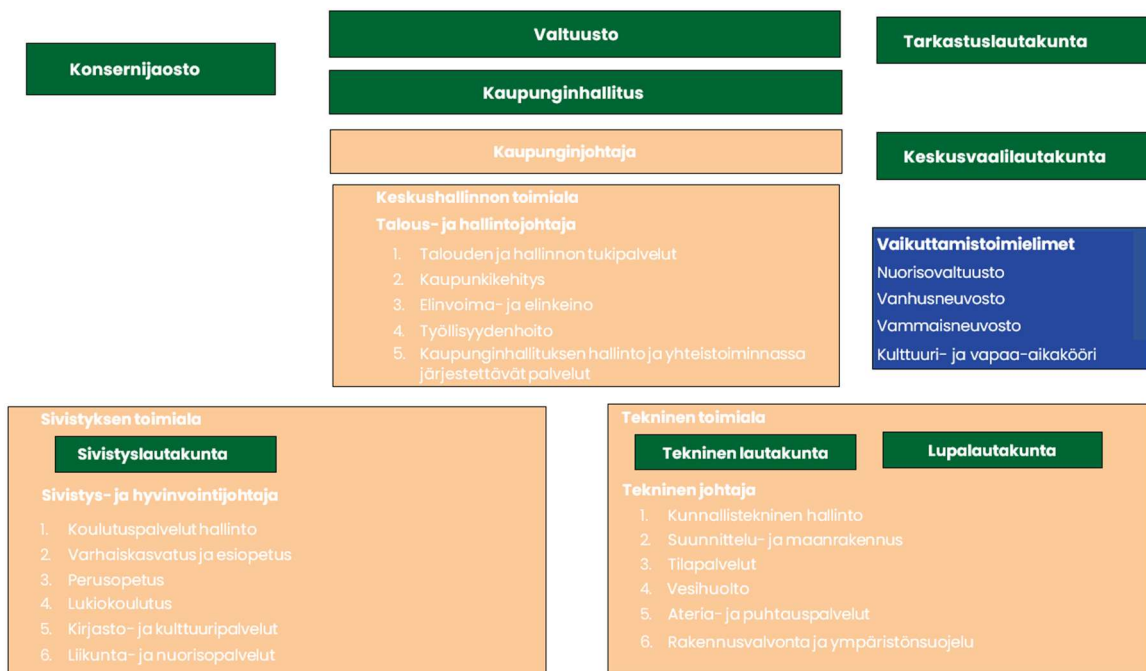 Konsernijaosto
Valtuusto
Tarkastuslautakunta
Kaupunginhallitus
Kaupunginjohtaja
Keskusvaalilautakunta
Keskushallinnon toimiala
Talous- ja hallintojohtaja
1. Talouden ja hallinnon tukipalvelut
2. Kaupunkikehitys
3. Elinvoima- ja elinkeino
4. Työllisyydenhoito
5. Kaupunginhallituksen hallinto ja yhteistoiminnassa
järjestettävät palvelut
Vaikuttamistoimielimet
Nuorisovaltuusto
Vanhusneuvosto
Vammaisneuvosto
Kulttuuri- ja vapaa-aikakööri
Sivistyksen toimiala
Sivistyslautakunta
Sivistys- ja hyvinvointijohtaja
1. Koulutuspalvelut hallinto
2. Varhaiskasvatus ja esiopetus
3. Perusopetus
4. Lukiokoulutus
5. Kirjasto- ja kulttuuripalvelut
6. Liikunta- ja nuorisopalvelut
Tekninen toimiala
Tekninen lautakunta
Lupalautakunta
Tekninen johtaja
1. Kunnallistekninen hallinto
2. Suunnittelu- ja maanrakennus
3. Tilapalvelut
4. Vesihuolto
5. Ateria- ja puhtauspalvelut
6. Rakennusvalvonta ja ympäristönsuojelu